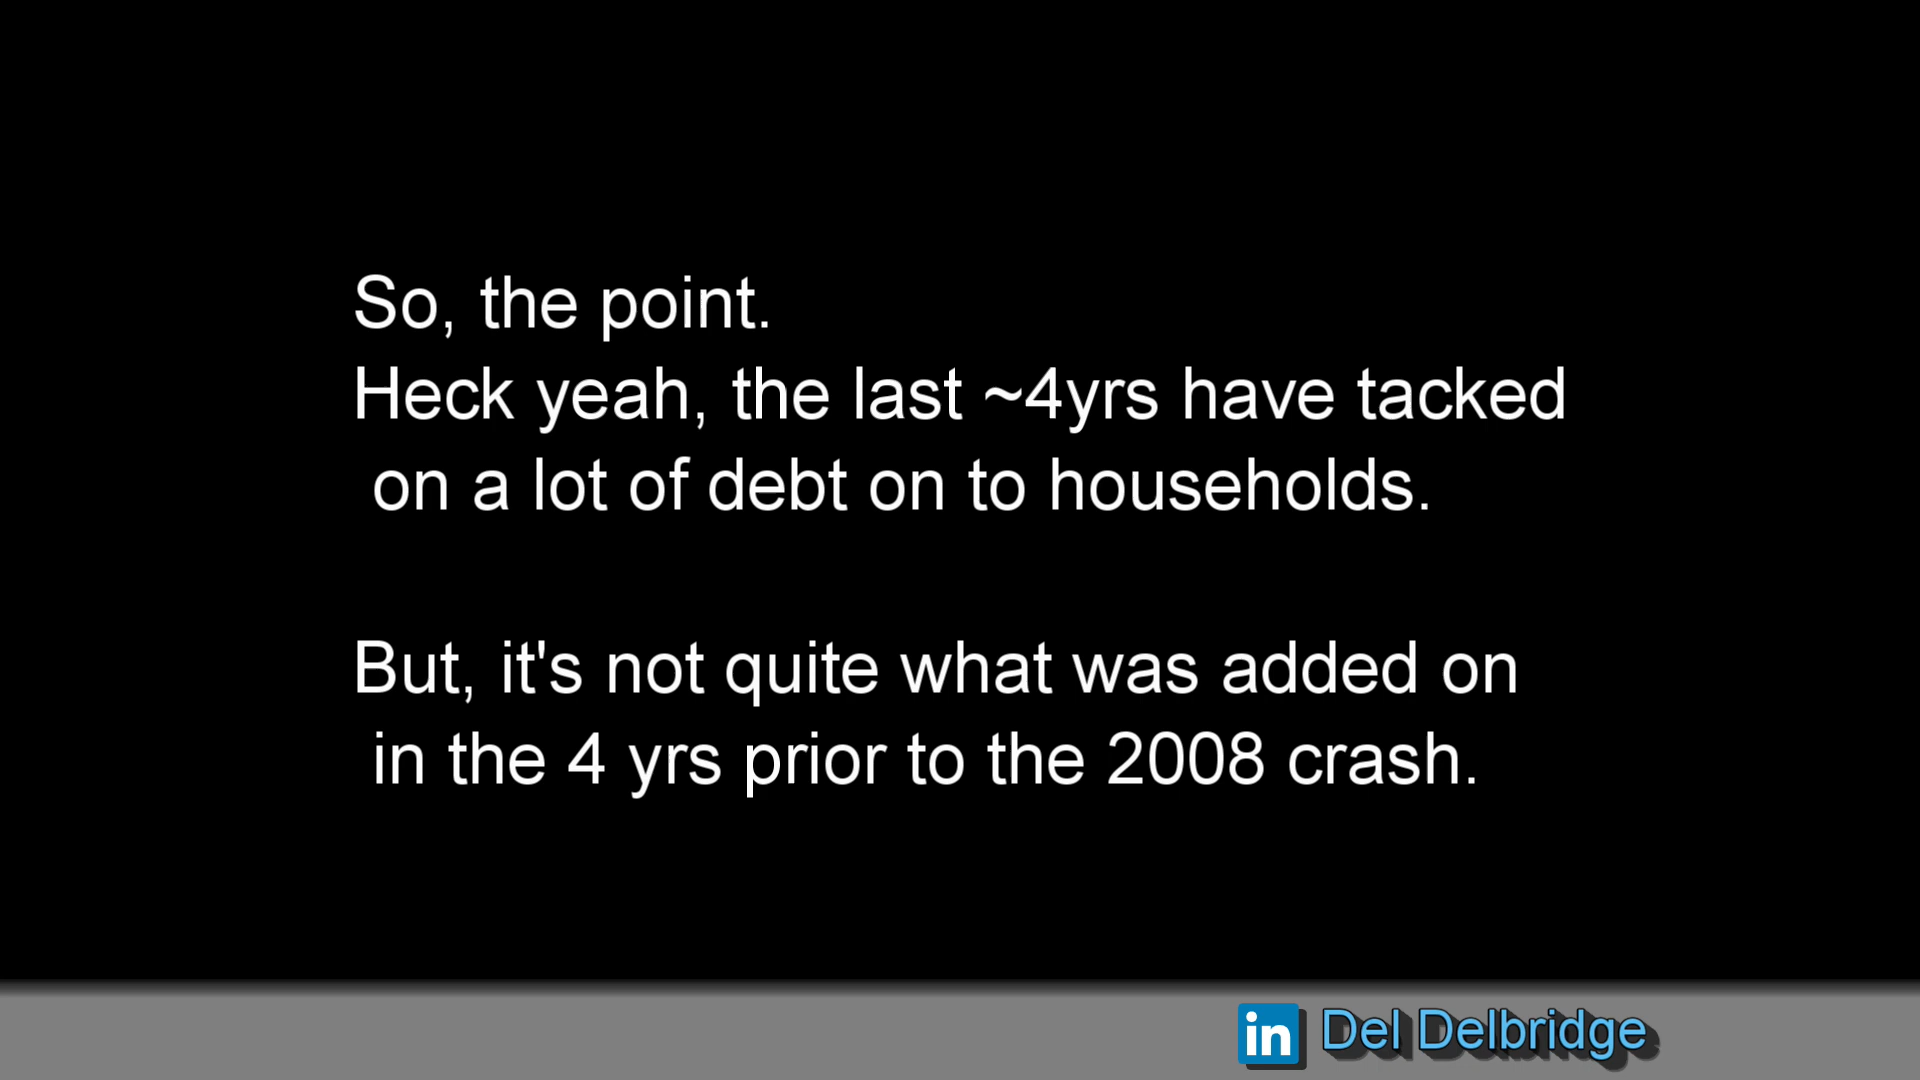 So, the point.
Heck yeah, the last ~4yrs have tacked
on a lot of debt on to households.
But, it's not quite what was added on
in the 4 yrs prior to the 2008 crash.
in Del Delbridge